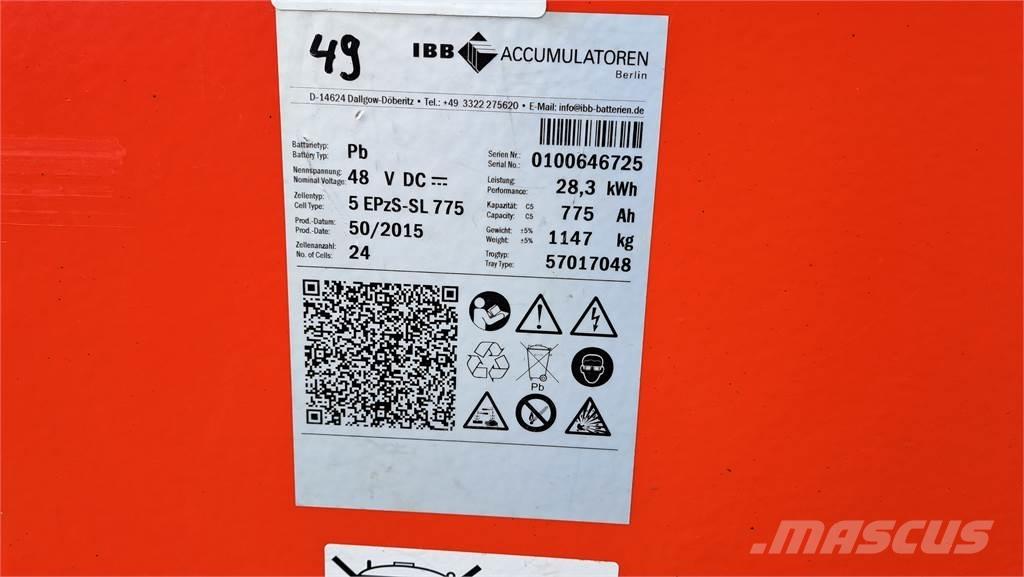 49
IBB ACCUMULATOREN
Berlin
D-14624 Dallgow-Döberitz • Tel.: +49 3322 275620 • E-Mail: info@ibb-batterien.de
Batterietyp:
Battery Type: Pb
Serien Nr.:
Serial No.: 0100646725
Nennspannung:
Nominal Voltage: 48 V DC
Leistung:
Performance: 28,3 kWh
Zellentyp:
Cell Type: 5 EPzS-SL 775
Kapazität: C5
Capacity: C5 775 Ah
Prod.-Datum:
Prod.-Date: 50/2015
Gewicht: ±5%
Weight: ±5% 1147 kg
Zellenanzahl:
No. of Cells: 24
Trogtyp:
Tray Type: 57017048
Pb
MASCUS